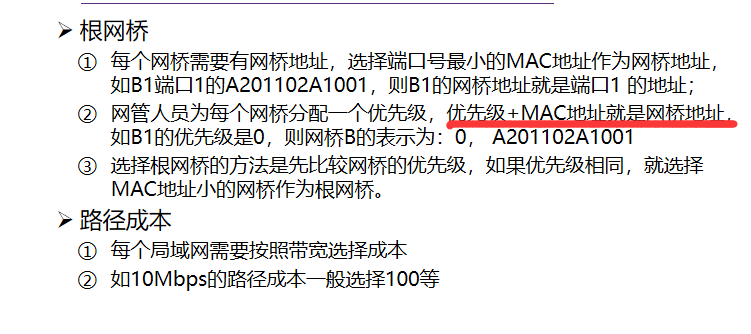 ➢ 根网桥
① 每个网桥需要有网桥地址，选择端口号最小的MAC地址作为网桥地址，
如B1端口1的A201102A1001，则B1的网桥地址就是端口1 的地址；
② 网管人员为每个网桥分配一个优先级，优先级+MAC地址就是网桥地址，
如B1的优先级是0，则网桥B的表示为：0， A201102A1001
③ 选择根网桥的方法是先比较网桥的优先级，如果优先级相同，就选择
MAC地址小的网桥作为根网桥。
➢ 路径成本
① 每个局域网需要按照带宽选择成本
② 如10Mbps的路径成本一般选择100等